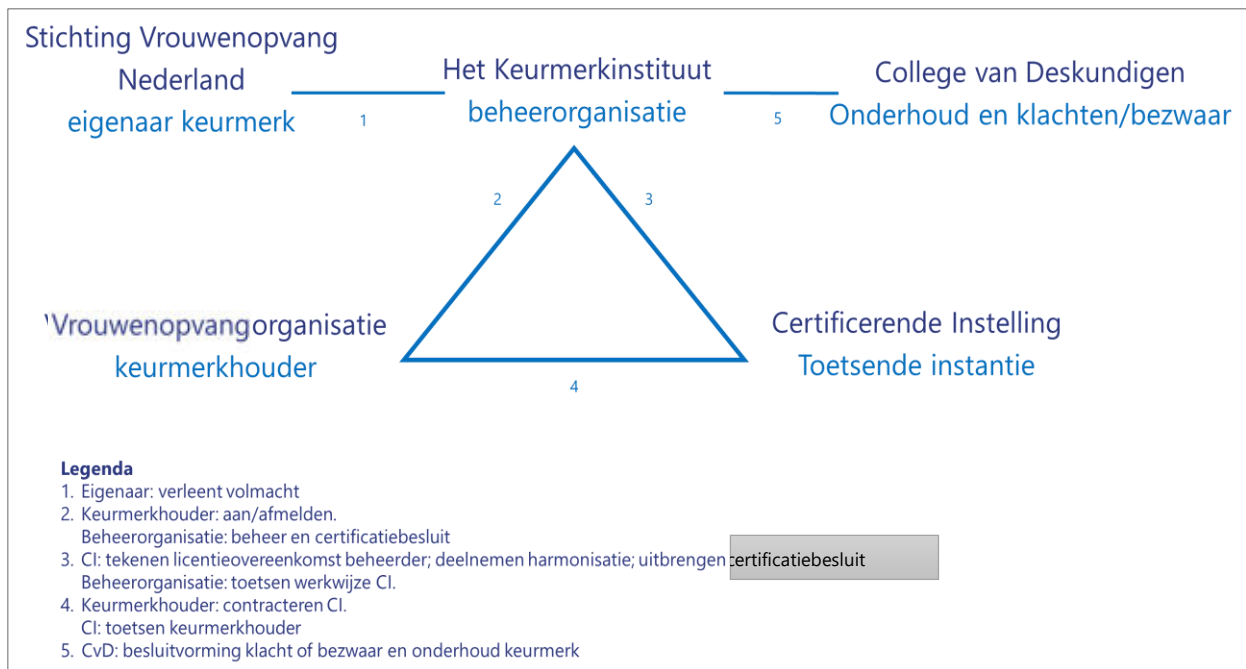 Stichting Vrouwenopvang
Nederland
eigenaar keurmerk
1
Het Keurmerkinstituut
beheerorganisatie
5
College van Deskundigen
Onderhoud en klachten/bezwaar
2
3
Vrouwenopvangorganisatie
keurmerkhouder
4
Certificerende Instelling
Toetsende instantie
Legenda
1. Eigenaar: verleent volmacht
2. Keurmerkhouder: aan/afmelden.
Beheerorganisatie: beheer en certificatiebesluit
3. CI: tekenen licentieovereenkomst beheerder; deelnemen harmonisatie; uitbrengen certificatiebesluit
Beheerorganisatie: toetsen werkwijze CI.
4. Keurmerkhouder: contracteren CI.
CI: toetsen keurmerkhouder
5. CvD: besluitvorming klacht of bezwaar en onderhoud keurmerk